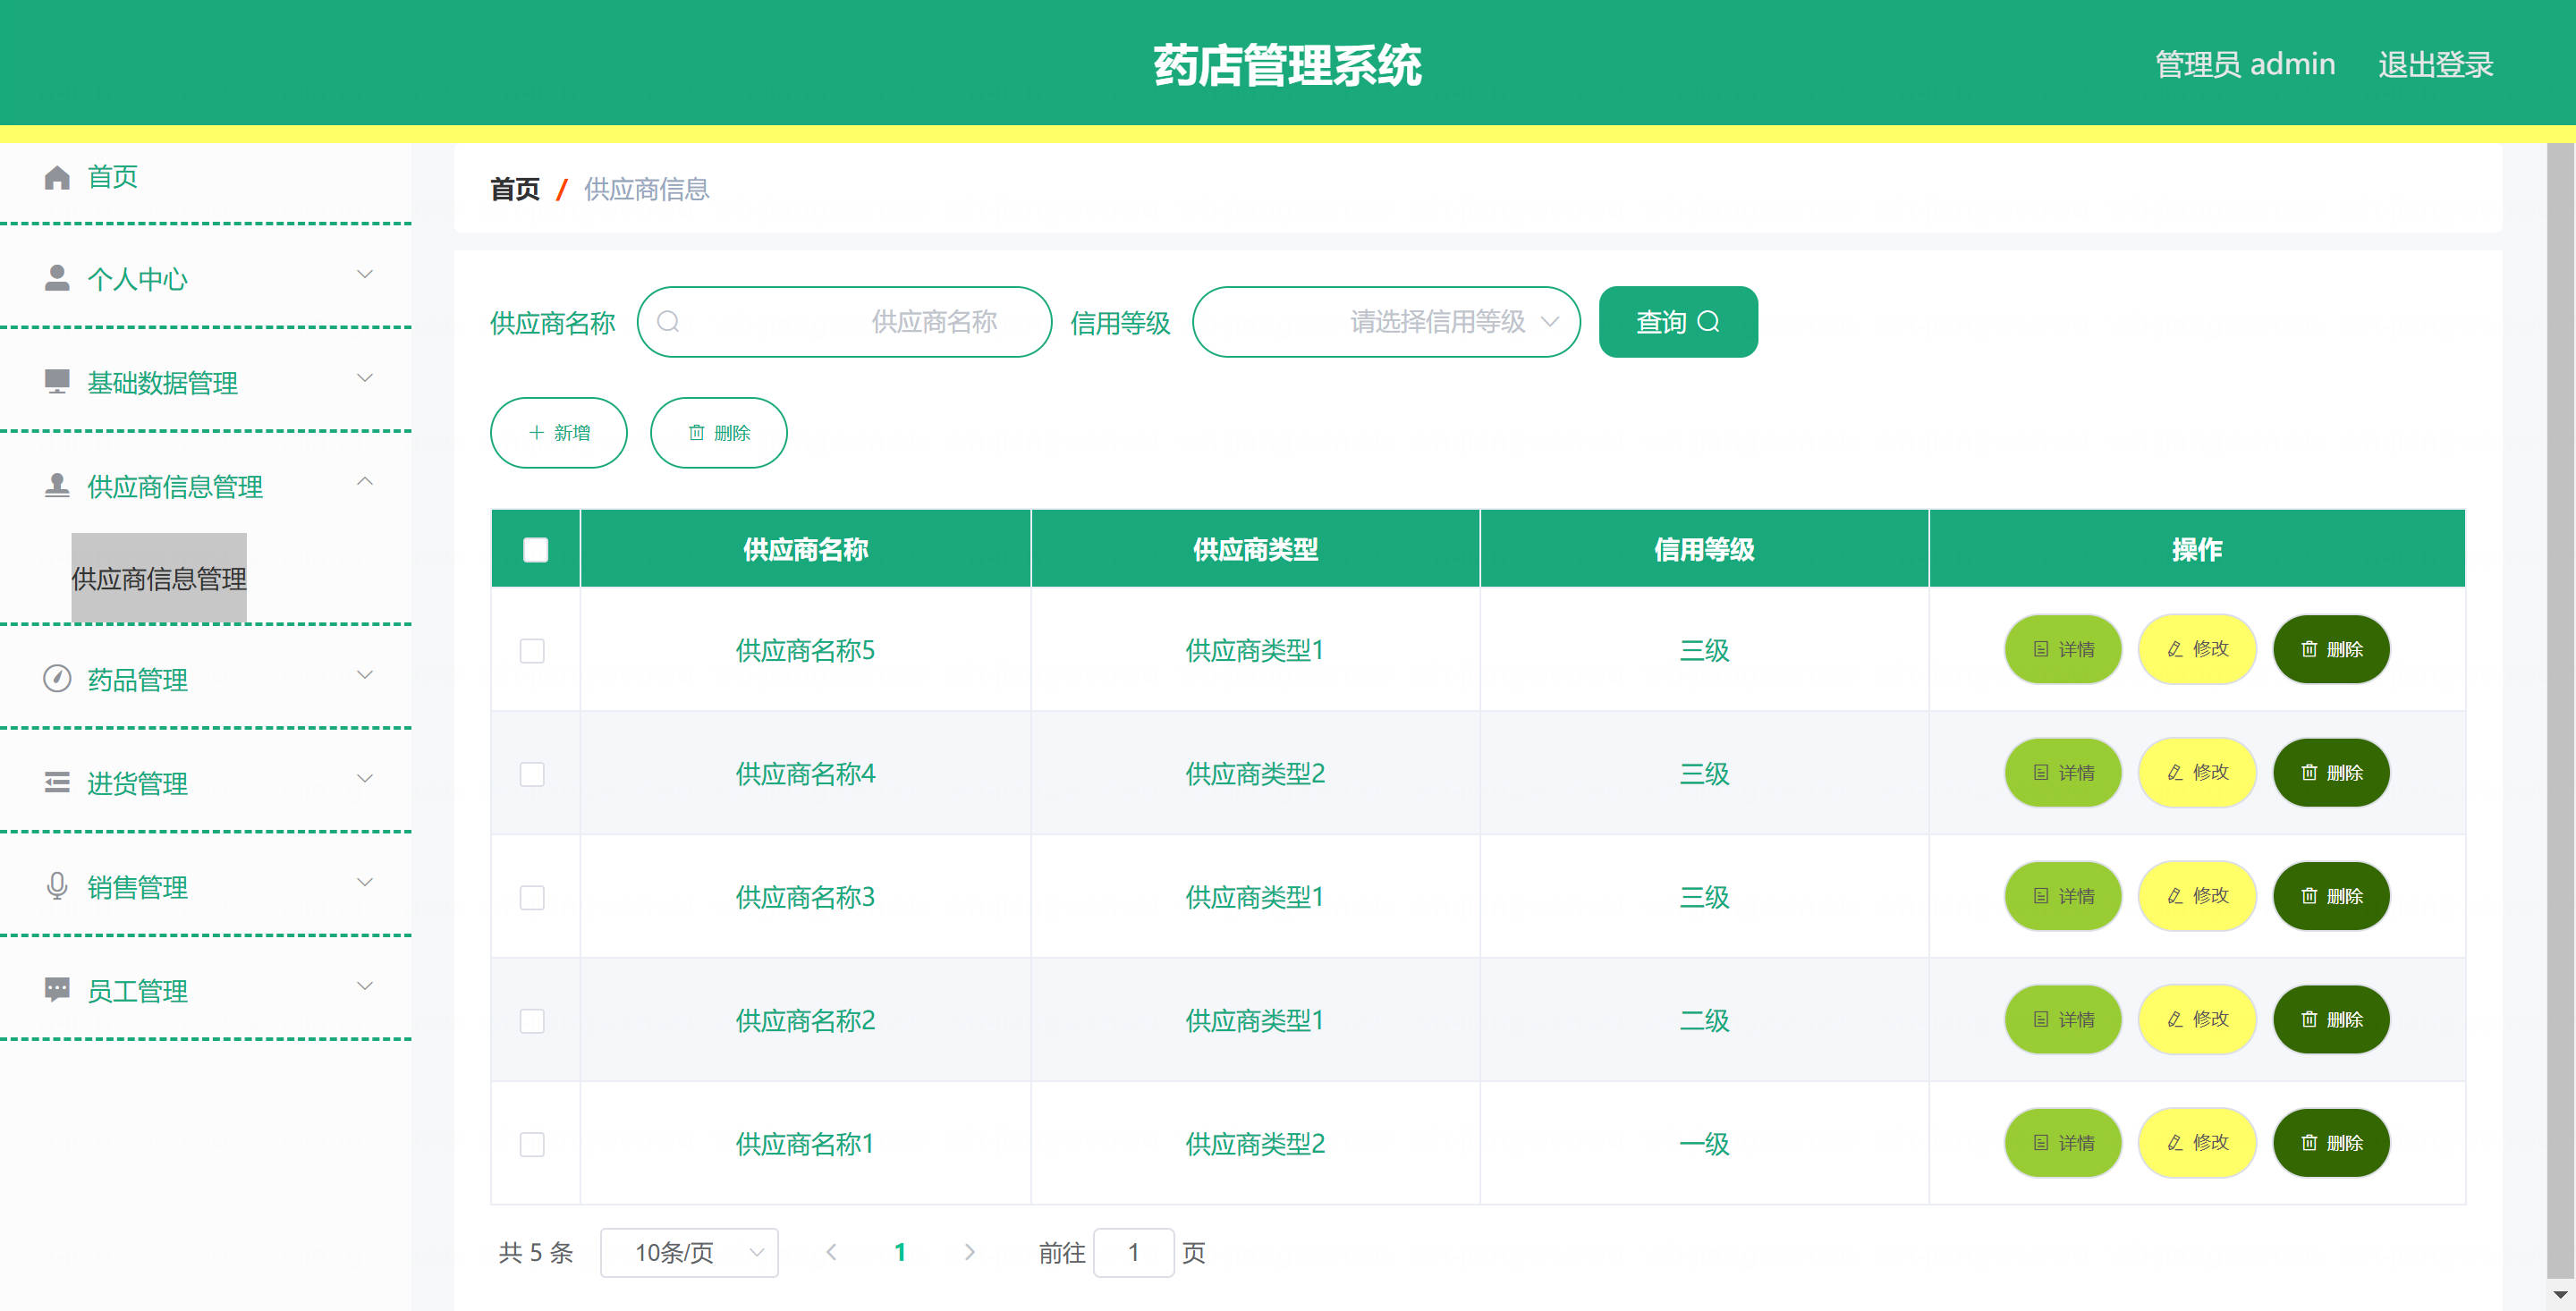 药店管理系统
管理员 admin 退出登录
首页
个人中心
基础数据管理
供应商信息管理
供应商信息管理
药品管理
进货管理
销售管理
员工管理
首页 / 供应商信息
供应商名称 供应商名称 信用等级 请选择信用等级 查询
新增 删除
供应商名称 供应商类型 信用等级 操作
供应商名称5 供应商类型1 三级 详情 修改 删除
供应商名称4 供应商类型2 三级 详情 修改 删除
供应商名称3 供应商类型1 三级 详情 修改 删除
供应商名称2 供应商类型1 二级 详情 修改 删除
供应商名称1 供应商类型2 一级 详情 修改 删除
共 5 条 10条/页 1 前往 1 页